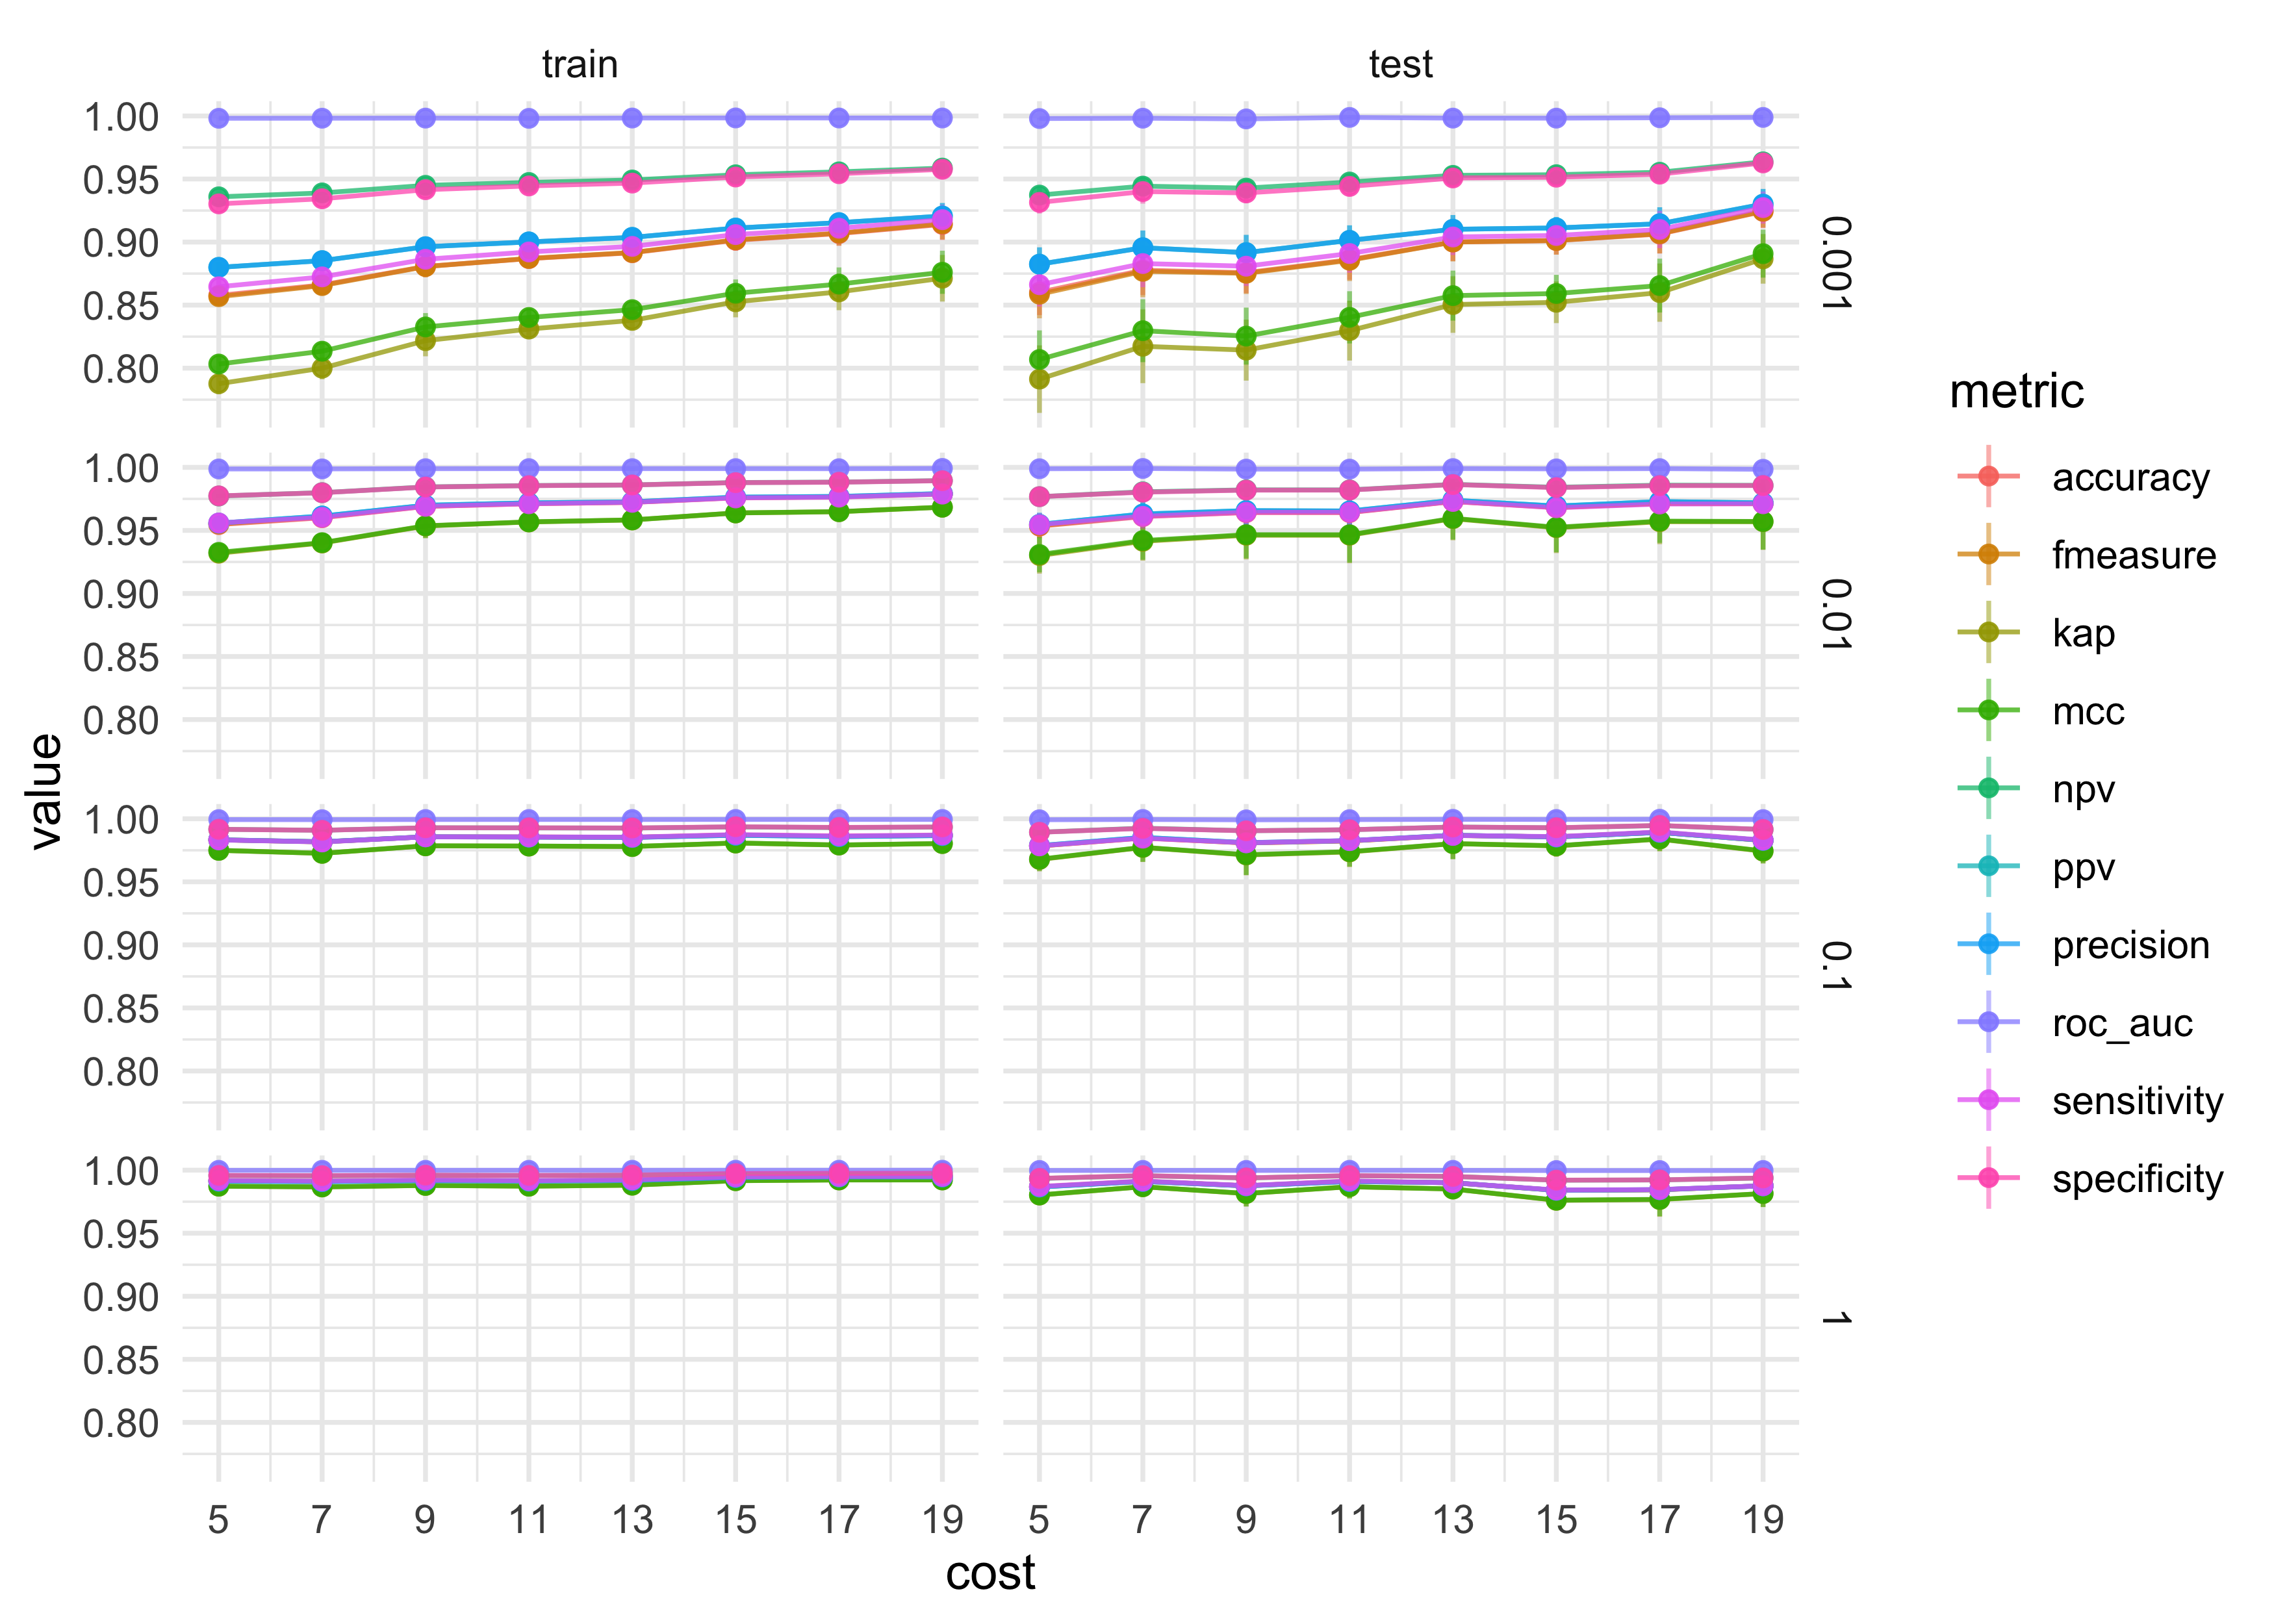 train test
1.00
0.95
0.90
0.85
0.80
0.001
1.00
0.95
0.90
0.85
0.80
0.01
1.00
0.95
0.90
0.85
0.80
0.1
1.00
0.95
0.90
0.85
0.80
1
value
5 7 9 11 13 15 17 19 5 7 9 11 13 15 17 19
cost
metric
accuracy
fmeasure
kap
mcc
npv
ppv
precision
roc_auc
sensitivity
specificity